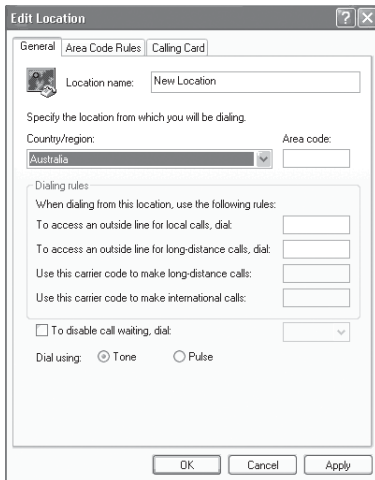 Edit Location
General Area Code Rules Calling Card
Location name: New Location
Specify the location from which you will be dialing.
Country/region: Area code:
Australia
Dialing rules
When dialing from this location, use the following rules:
To access an outside line for local calls, dial:
To access an outside line for long-distance calls, dial:
Use this carrier code to make long-distance calls:
Use this carrier code to make international calls:
To disable call waiting, dial:
Dial using: Tone Pulse
OK Cancel Apply